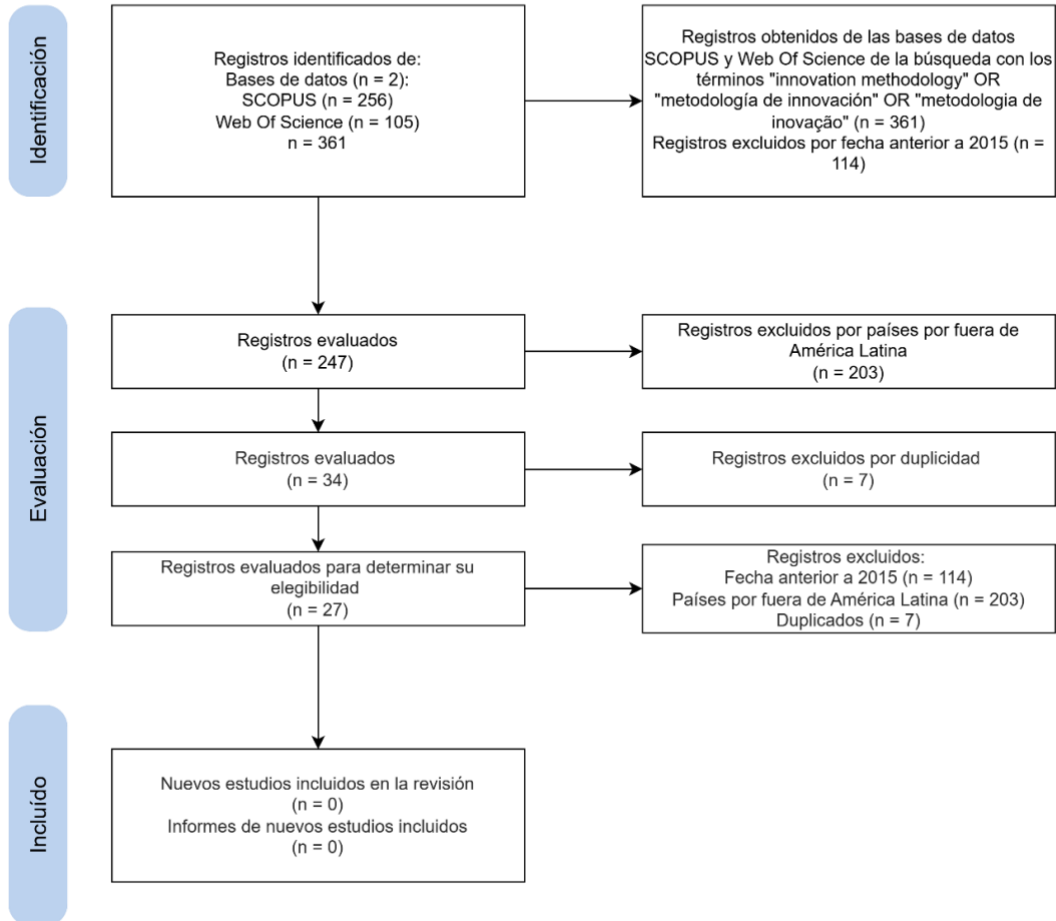 Identificación
Registros identificados de:
Bases de datos (n = 2):
SCOPUS (n = 256)
Web Of Science (n = 105)
n = 361
Registros obtenidos de las bases de datos
SCOPUS y Web Of Science de la búsqueda con los
términos "innovation methodology" OR
"metodología de innovación" OR "metodologia de
inovação" (n = 361)
Registros excluidos por fecha anterior a 2015 (n =
114)
Evaluación
Registros evaluados
(n = 247)
Registros excluidos por países por fuera de
América Latina
(n = 203)
Registros evaluados
(n = 34)
Registros excluidos por duplicidad
(n = 7)
Registros evaluados para determinar su
elegibilidad
(n = 27)
Registros excluidos:
Fecha anterior a 2015 (n = 114)
Países por fuera de América Latina (n = 203)
Duplicados (n = 7)
Incluído
Nuevos estudios incluidos en la revisión
(n = 0)
Informes de nuevos estudios incluidos
(n = 0)